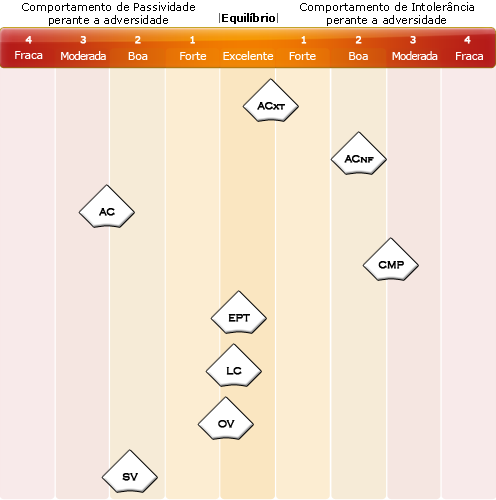 Comportamento de Passividade
perante a adversidade
|Equilíbrio|
Comportamento de Intolerância
perante a adversidade
4 3 2 1 1 2 3 4
Fraca Moderada Boa Forte Excelente Forte Boa Moderada Fraca
ACXT
ACNF
AC
CMP
EPT
LC
OV
SV